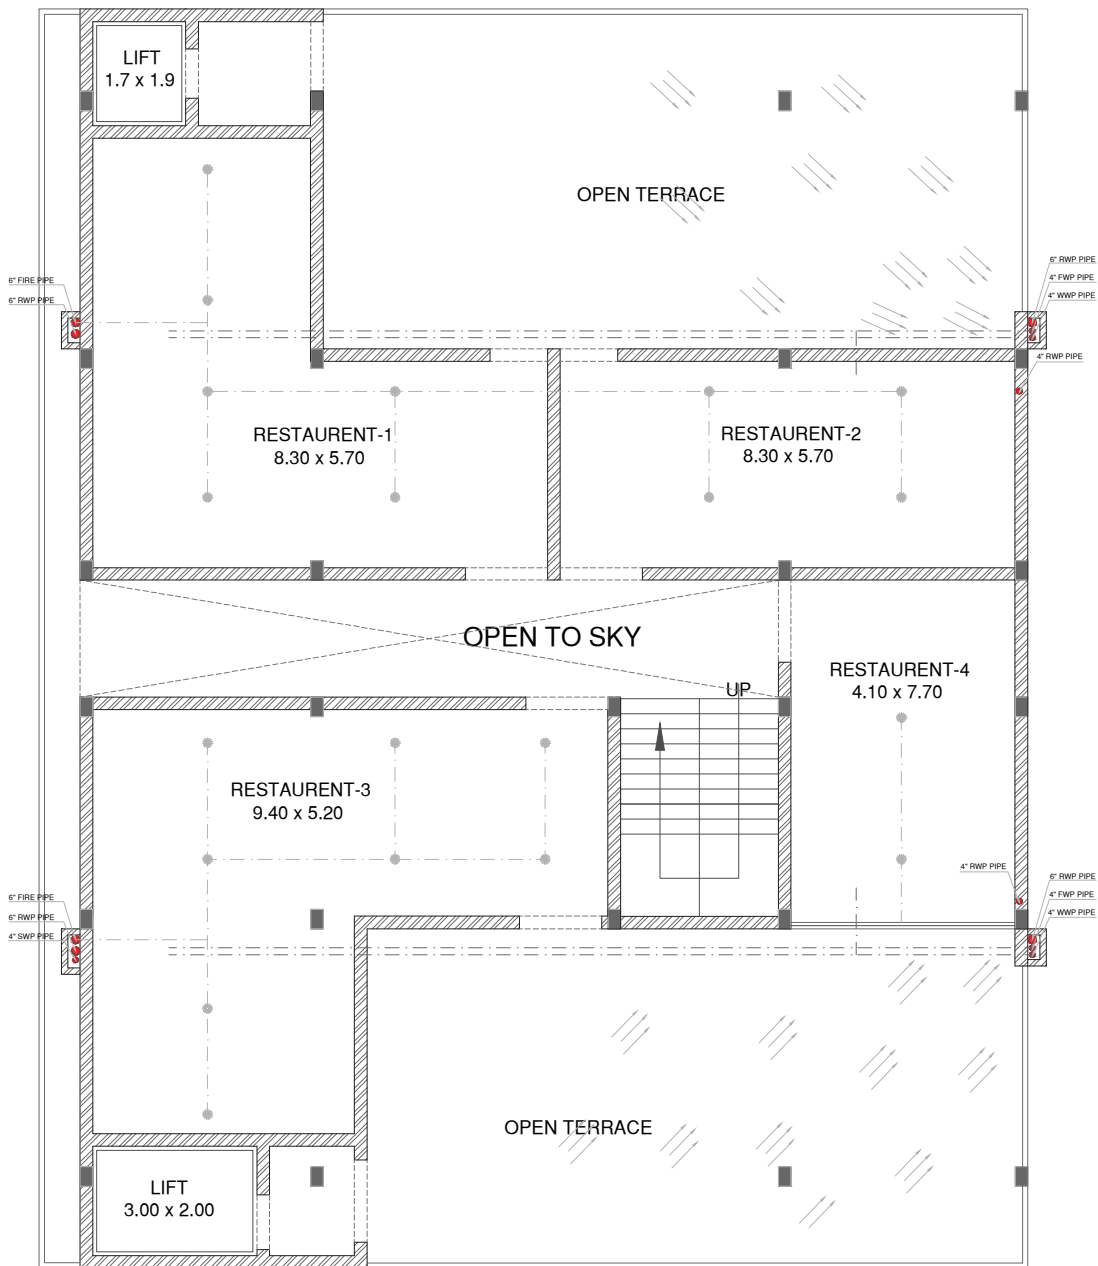 LIFT
1.7 x 1.9
OPEN TERRACE
6" FIRE PIPE
6" RWP PIPE
6" RWP PIPE
4" FWP PIPE
4" WWP PIPE
4" RWP PIPE
RESTAURENT-1
8.30 x 5.70
RESTAURENT-2
8.30 x 5.70
OPEN TO SKY
UP
RESTAURENT-4
4.10 x 7.70
RESTAURENT-3
9.40 x 5.20
4" RWP PIPE
6" RWP PIPE
4" FWP PIPE
4" WWP PIPE
6" FIRE PIPE
6" RWP PIPE
4" SWP PIPE
OPEN TERRACE
LIFT
3.00 x 2.00